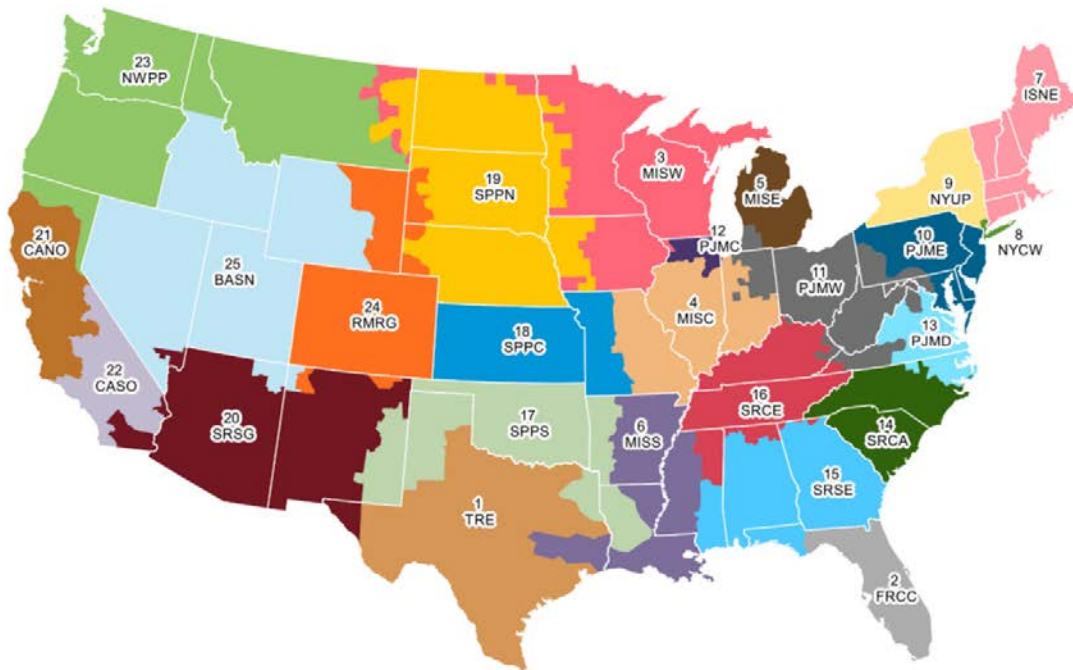 7
ISNE
23
NWPP
3
MISW
19
SPPN
5
MISE
9
NYUP
8
NYCW
12
PJMC
10
PJME
21
CANO
25
BASN
11
PJMW
24
RMRG
4
MISC
18
SPPC
13
PJMD
22
CASO
16
SRCE
20
SRSG
17
SPPS
6
MISS
14
SRCA
15
SRSE
1
TRE
2
FRCC